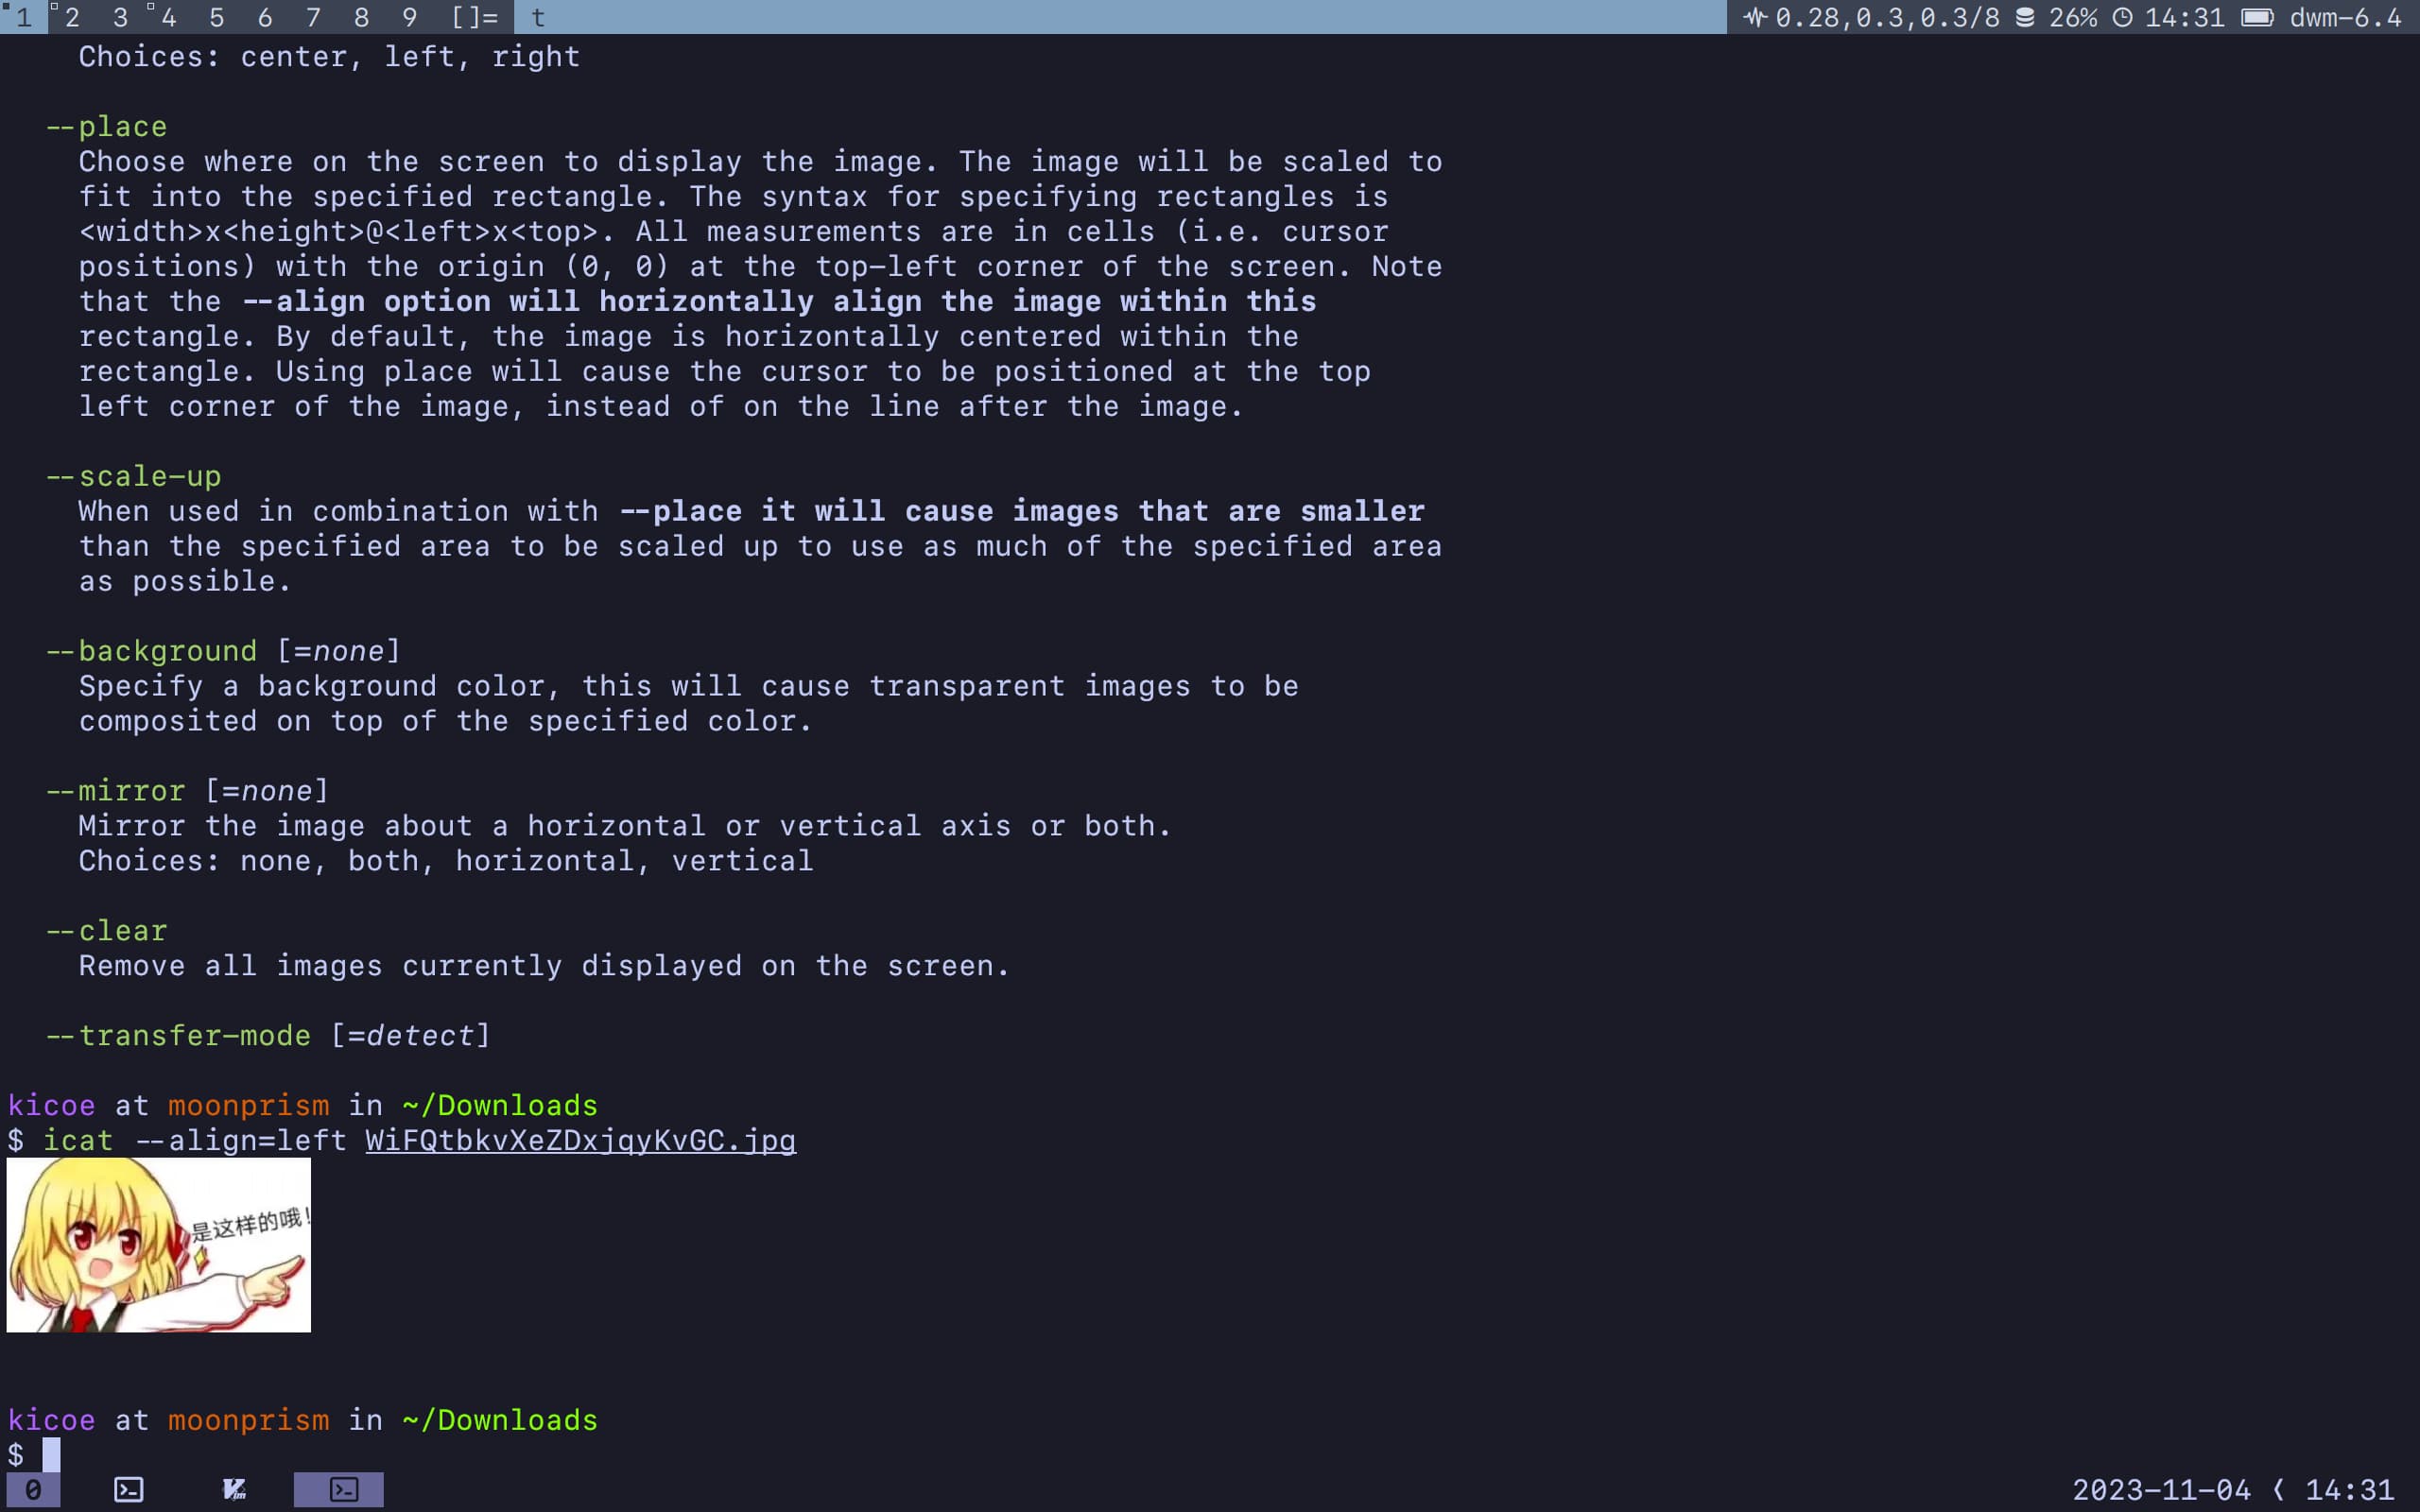 1 2 3 4 5 6 7 8 9 []= t 0.28,0.3,0.3/8 26% 14:31 dwm-6.4
Choices: center, left, right
--place
Choose where on the screen to display the image. The image will be scaled to
fit into the specified rectangle. The syntax for specifying rectangles is
<width>x<height>@<left>x<top>. All measurements are in cells (i.e. cursor
positions) with the origin (0, 0) at the top-left corner of the screen. Note
that the --align option will horizontally align the image within this
rectangle. By default, the image is horizontally centered within the
rectangle. Using place will cause the cursor to be positioned at the top
left corner of the image, instead of on the line after the image.
--scale-up
When used in combination with --place it will cause images that are smaller
than the specified area to be scaled up to use as much of the specified area
as possible.
--background [=none]
Specify a background color, this will cause transparent images to be
composited on top of the specified color.
--mirror [=none]
Mirror the image about a horizontal or vertical axis or both.
Choices: none, both, horizontal, vertical
--clear
Remove all images currently displayed on the screen.
--transfer-mode [=detect]
kicoe at moonprism in ~/Downloads
$ icat --align=left WiFQtbkvXeZDxjqyKvGC.jpg
是这样的哦!
kicoe at moonprism in ~/Downloads
$
0 2023-11-04 ⟨ 14:31